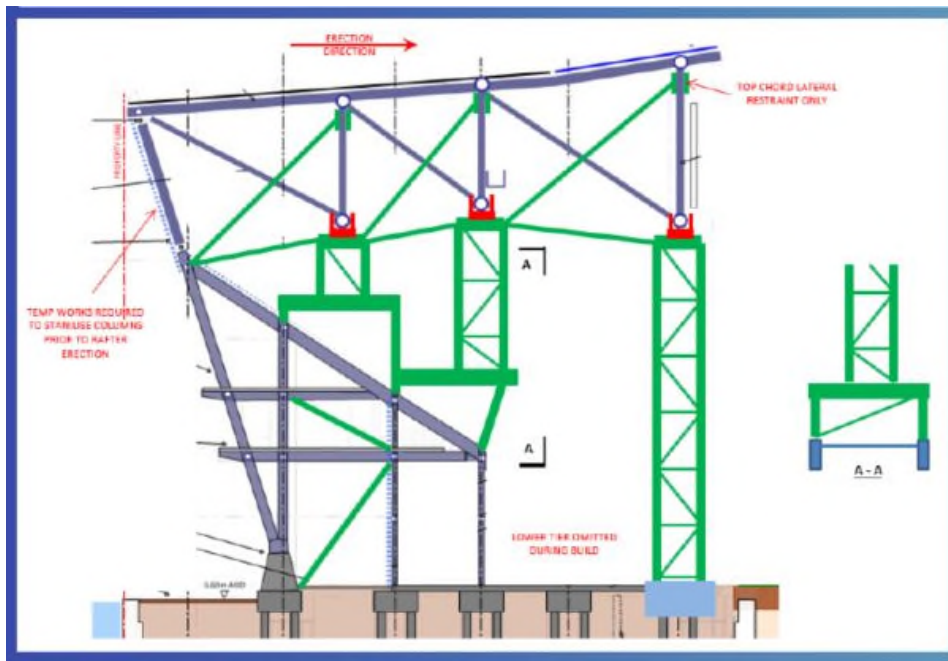 ERECTION
DIRECTION
TOP CHORD LATERAL
RESTRAINT ONLY
PROPERTY LINE
A
TEMP WORKS REQUIRED
TO STABILISE COLUMNS
PRIOR TO RAFTER
ERECTION
A
A - A
LOWER TIER OMITTED
DURING BUILD